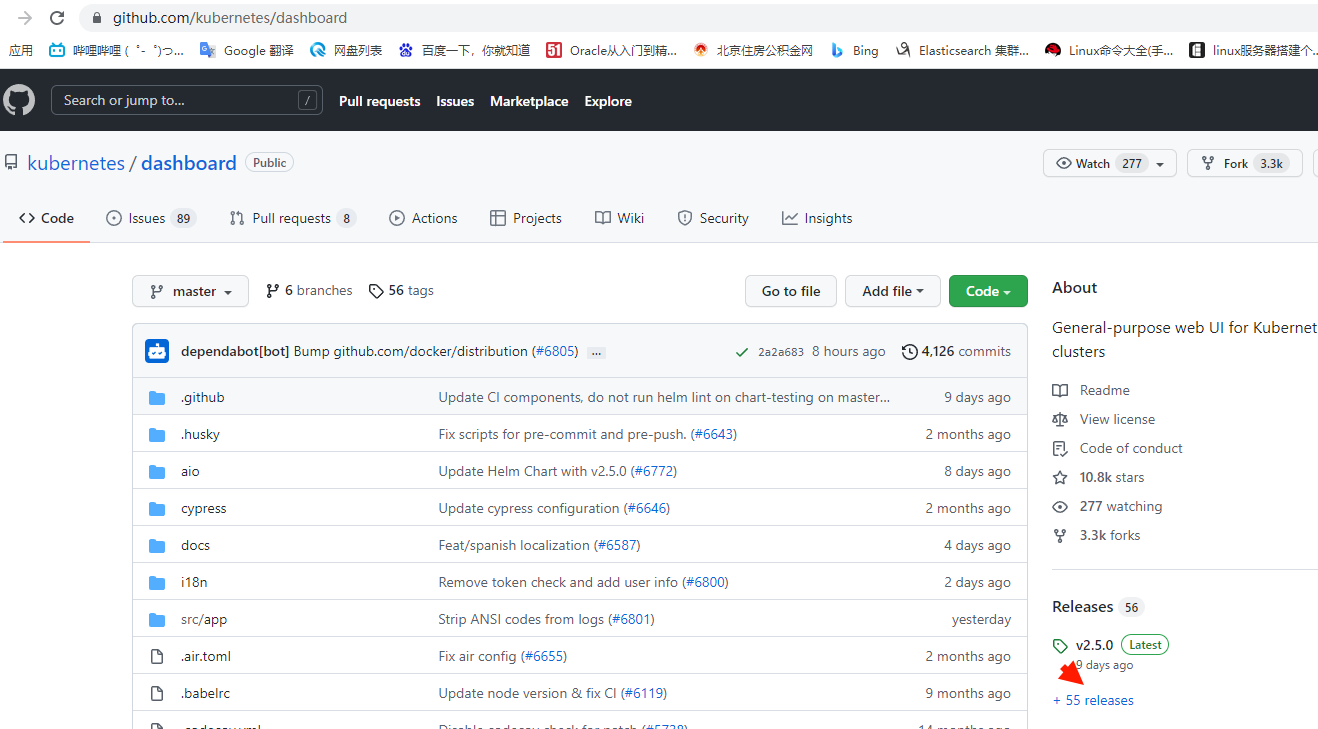 github.com/kubernetes/dashboard
应用 哔哩哔哩 ( ゜- ゜)つ... Google 翻译 网盘列表 百度一下，你就知道 51 Oracle从入门到精... 北京住房公积金网 Bing Elasticsearch 集群... Linux命令大全(手... linux服务器搭建个...
Search or jump to... / Pull requests Issues Marketplace Explore
kubernetes / dashboard Public Watch 277 Fork 3.3k
Code Issues 89 Pull requests 8 Actions Projects Wiki Security Insights
master 6 branches 56 tags Go to file Add file Code
dependabot[bot] Bump github.com/docker/distribution (#6805) ... 2a2a683 8 hours ago 4,126 commits
.github Update CI components, do not run helm lint on chart-testing on master... 9 days ago
.husky Fix scripts for pre-commit and pre-push. (#6643) 2 months ago
aio Update Helm Chart with v2.5.0 (#6772) 8 days ago
cypress Update cypress configuration (#6646) 2 months ago
docs Feat/spanish localization (#6587) 4 days ago
i18n Remove token check and add user info (#6800) 2 days ago
src/app Strip ANSI codes from logs (#6801) yesterday
.air.toml Fix air config (#6655) 2 months ago
.babelrc Update node version & fix CI (#6119) 9 months ago
About
General-purpose web UI for Kubernet
clusters
Readme
View license
Code of conduct
10.8k stars
277 watching
3.3k forks
Releases 56
v2.5.0 Latest
9 days ago
+ 55 releases